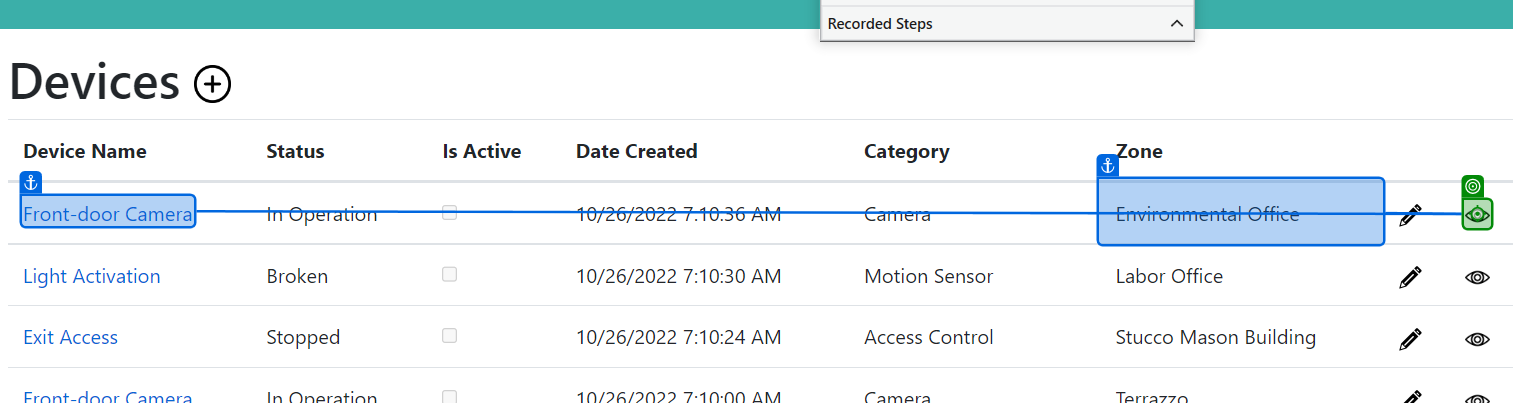 Recorded Steps
Devices
Device Name Status Is Active Date Created Category Zone
Front-door Camera In Operation 10/26/2022 7:10:36 AM Camera Environmental Office
Light Activation Broken 10/26/2022 7:10:30 AM Motion Sensor Labor Office
Exit Access Stopped 10/26/2022 7:10:24 AM Access Control Stucco Mason Building
Front-door Camera In Operation 10/26/2022 7:10:00 AM Camera Terrazzo